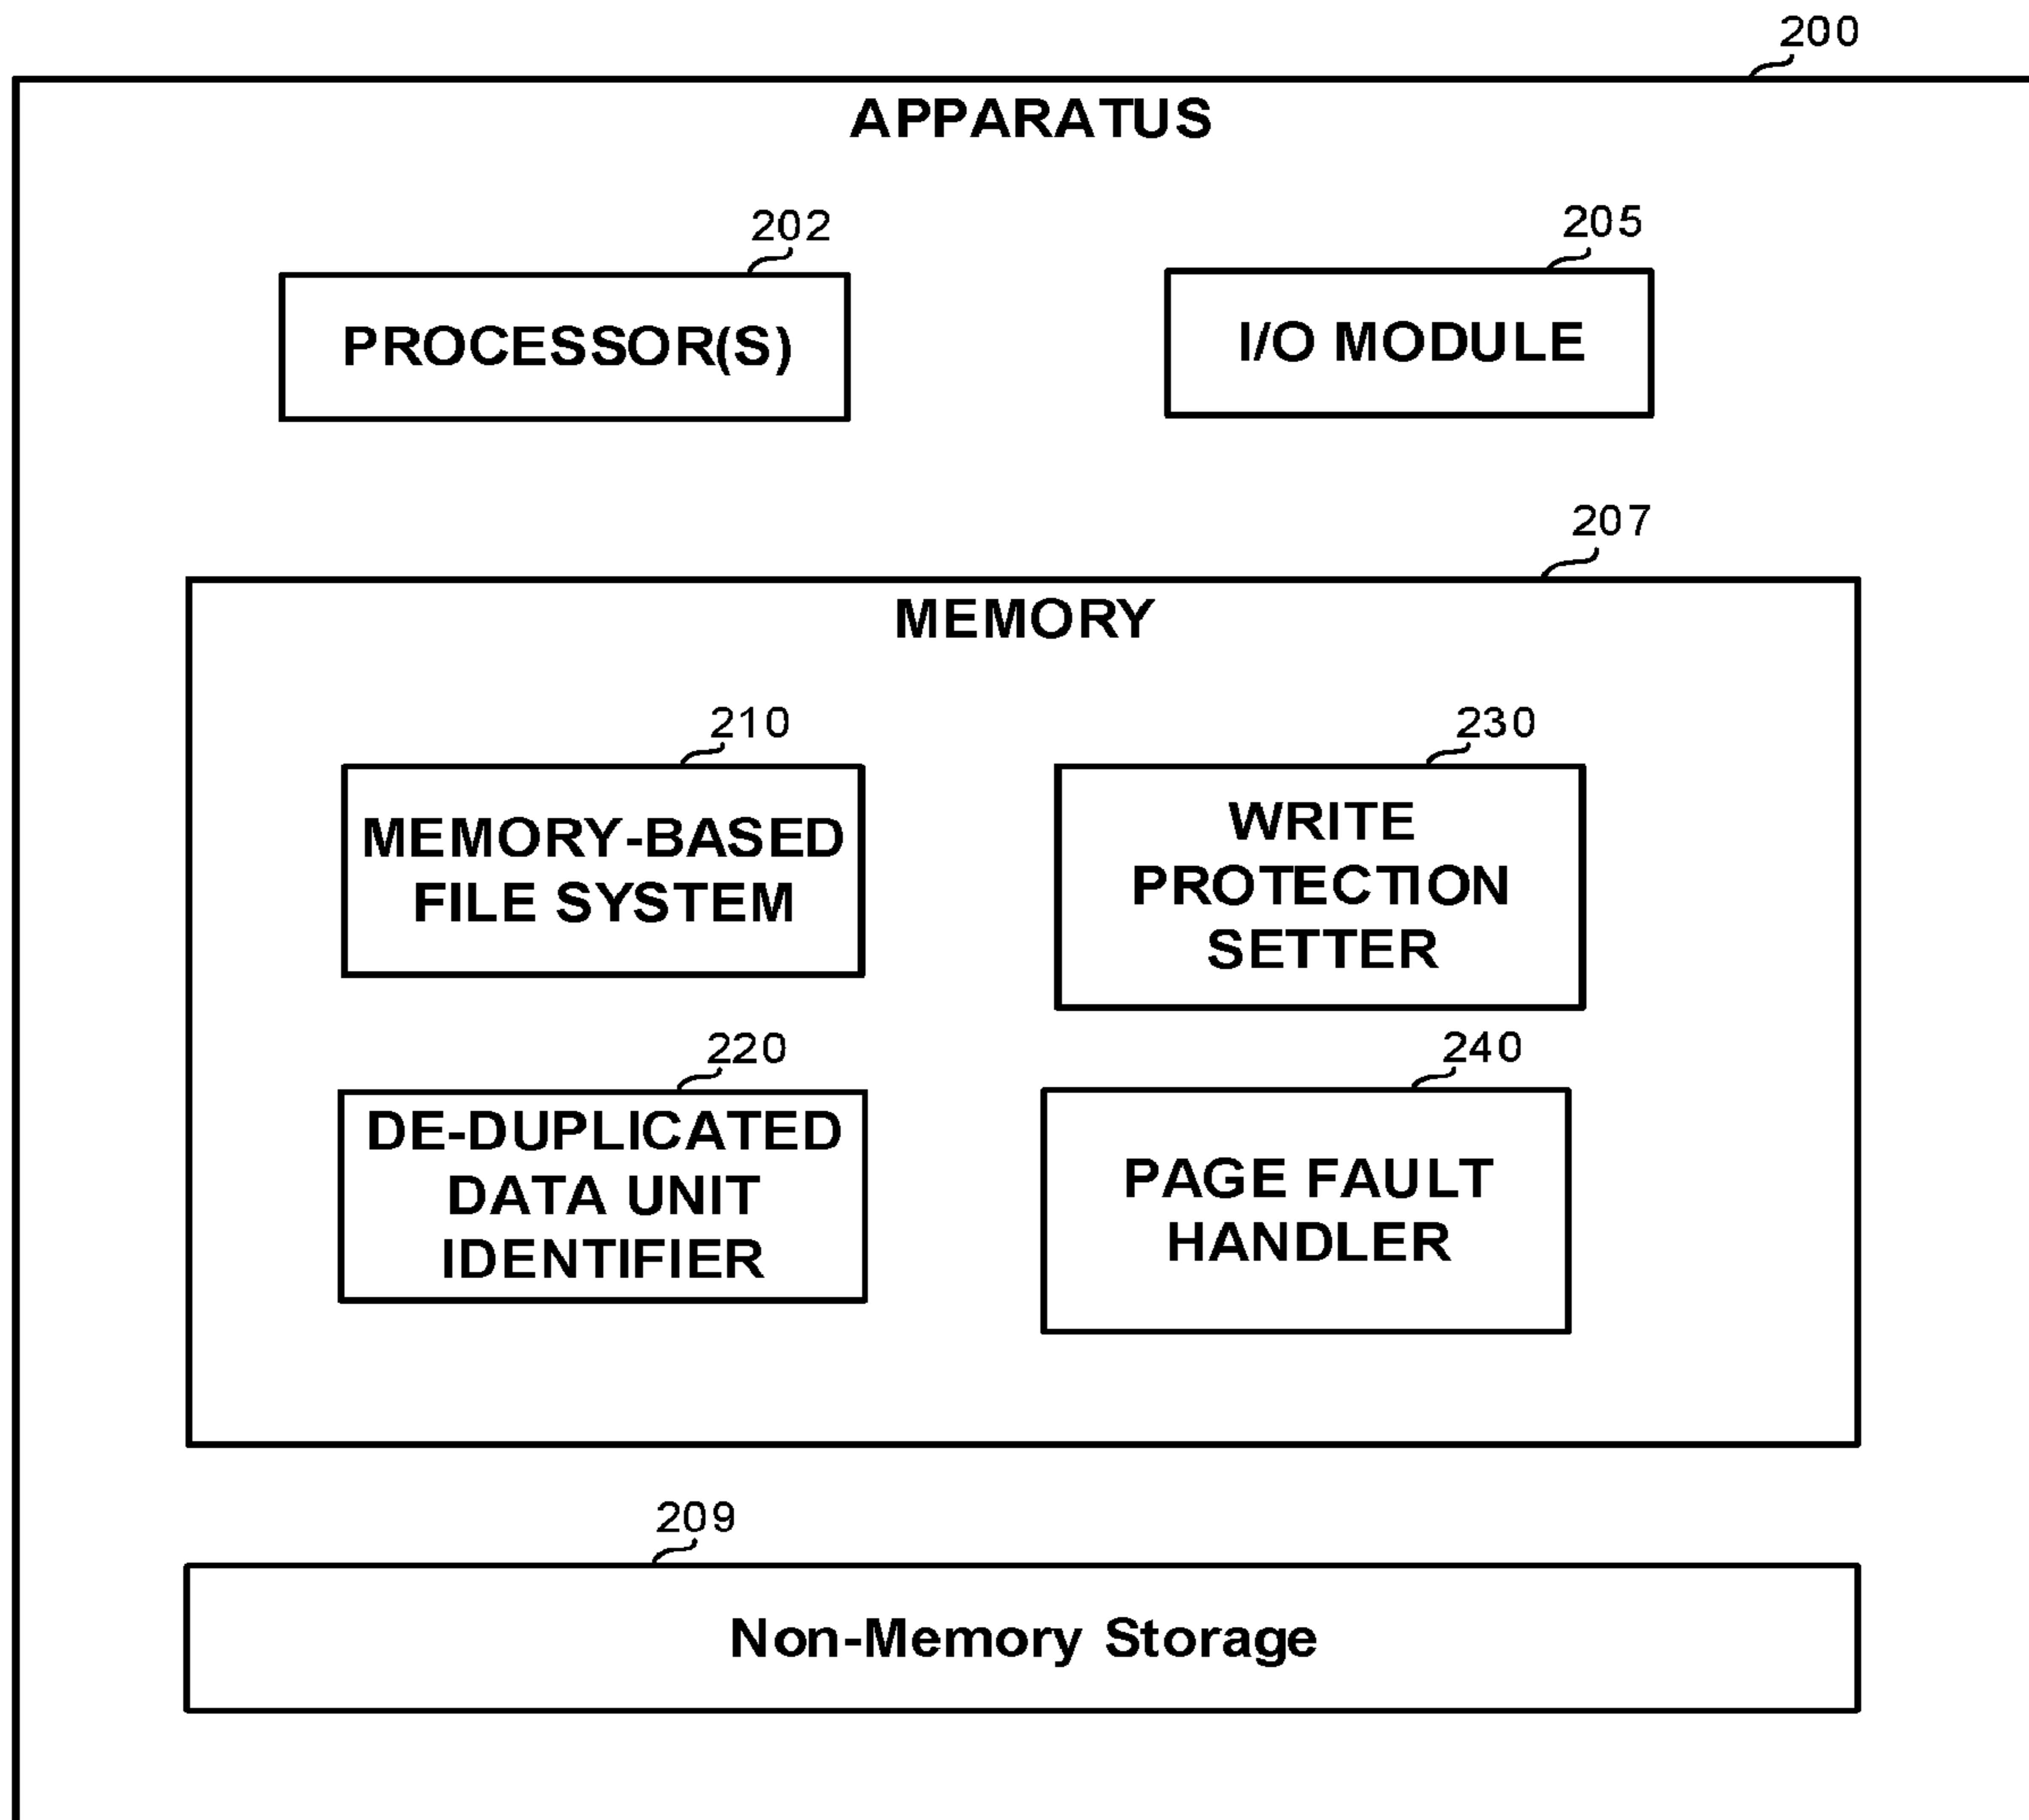 200
APPARATUS
202
PROCESSOR(S)
205
I/O MODULE
207
MEMORY
210
MEMORY-BASED
FILE SYSTEM
230
WRITE
PROTECTION
SETTER
220
DE-DUPLICATED
DATA UNIT
IDENTIFIER
240
PAGE FAULT
HANDLER
209
Non-Memory Storage